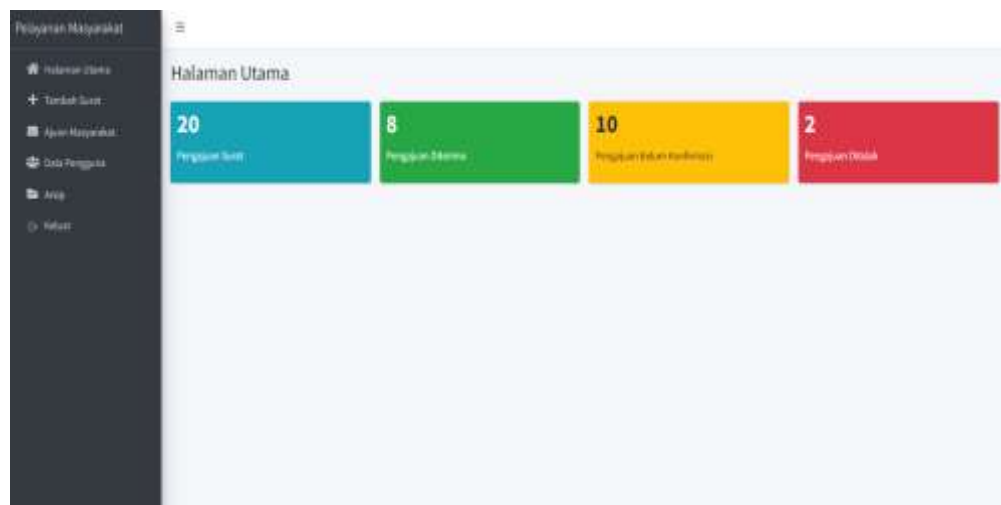 Pelayanan Masyarakat
Halaman Utama
Tambah Surat
Ajuan Masyarakat
Data Pengguna
Arsip
Keluar
Halaman Utama
20
Pengajuan Surat
8
Pengajuan Diterima
10
Pengajuan Belum Konfirmasi
2
Pengajuan Ditolak